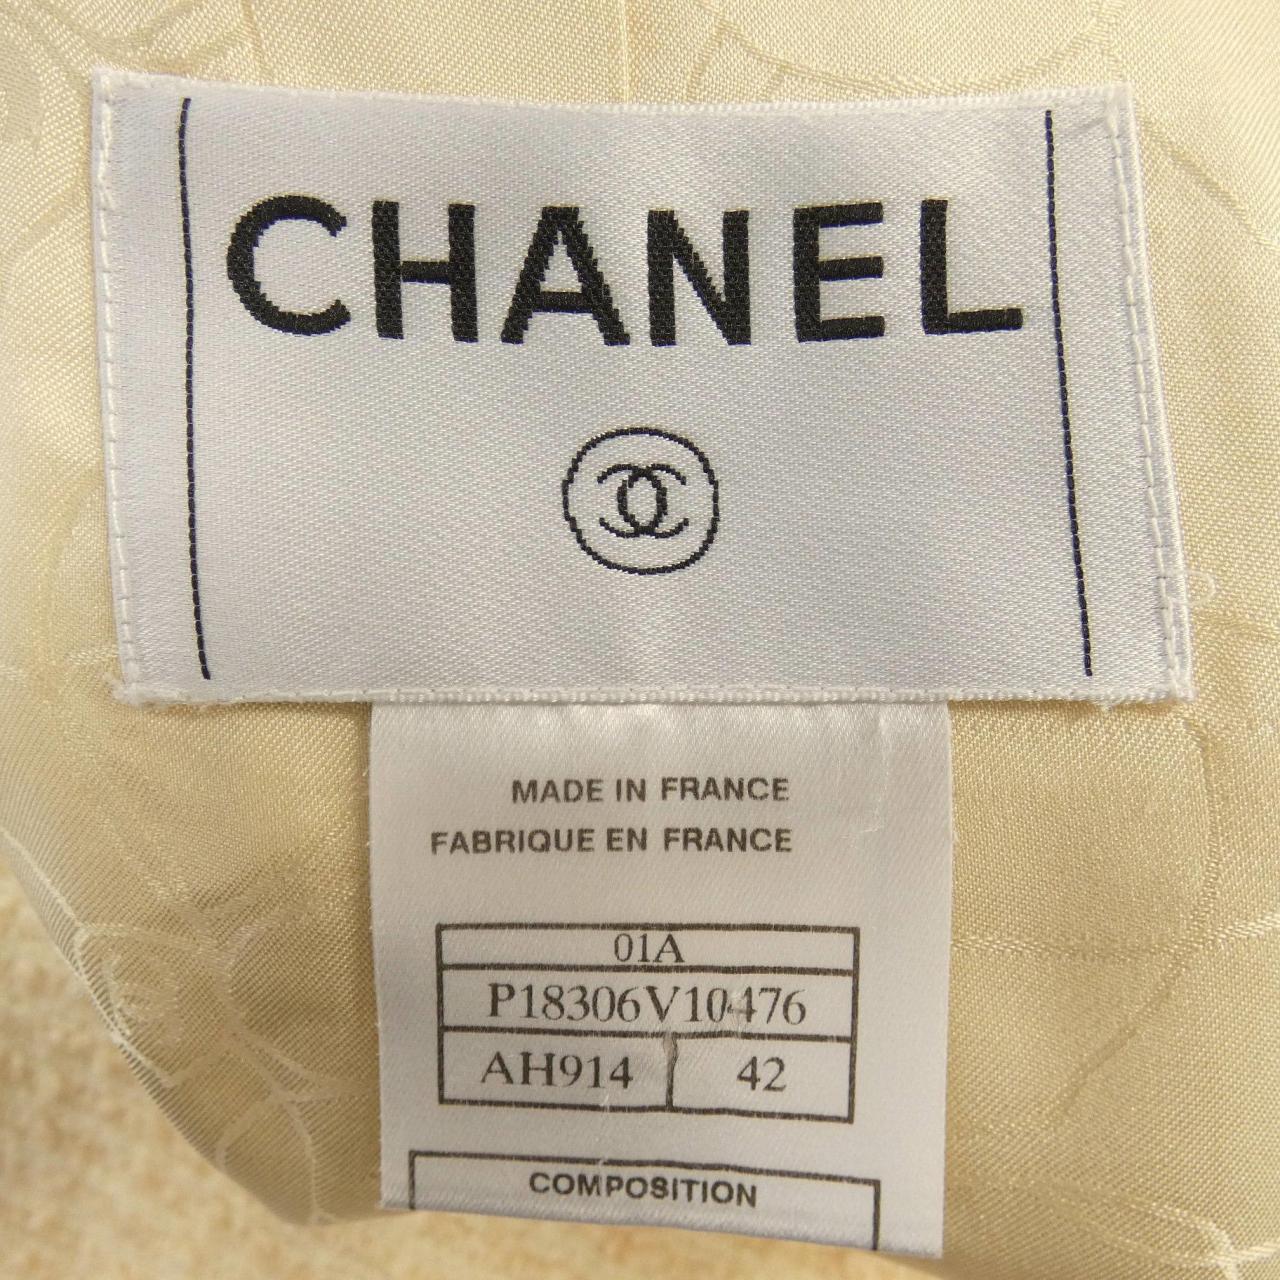 CHANEL
MADE IN FRANCE
FABRIQUE EN FRANCE
01A
P18306V10476
AH914 42
COMPOSITION